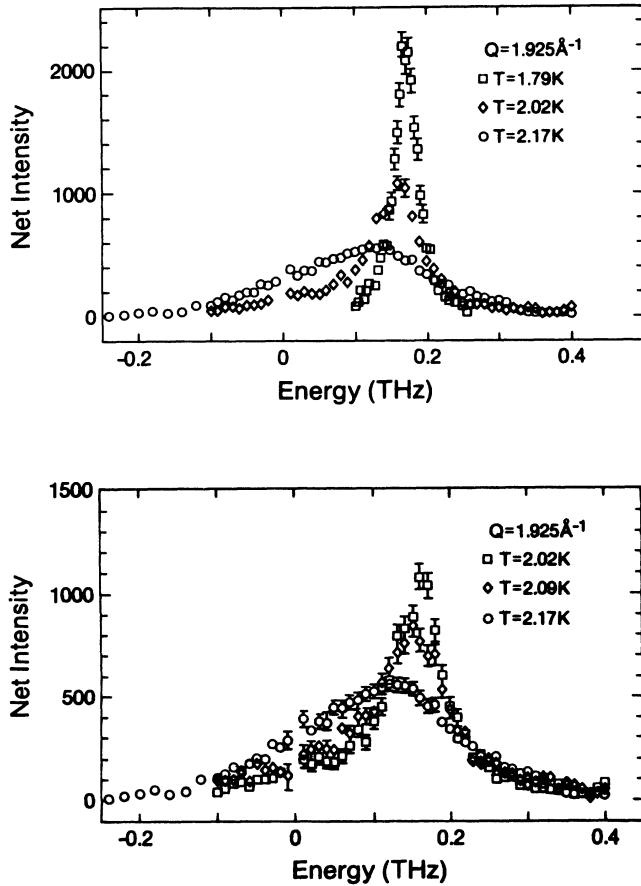 Q=1.925Å-1
T=1.79K
T=2.02K
T=2.17K
2000
1000
0
Net Intensity
-0.2
0
0.2
0.4
Energy (THz)
1500
1000
500
0
Net Intensity
Q=1.925Å-1
T=2.02K
T=2.09K
T=2.17K
-0.2
0
0.2
0.4
Energy (THz)